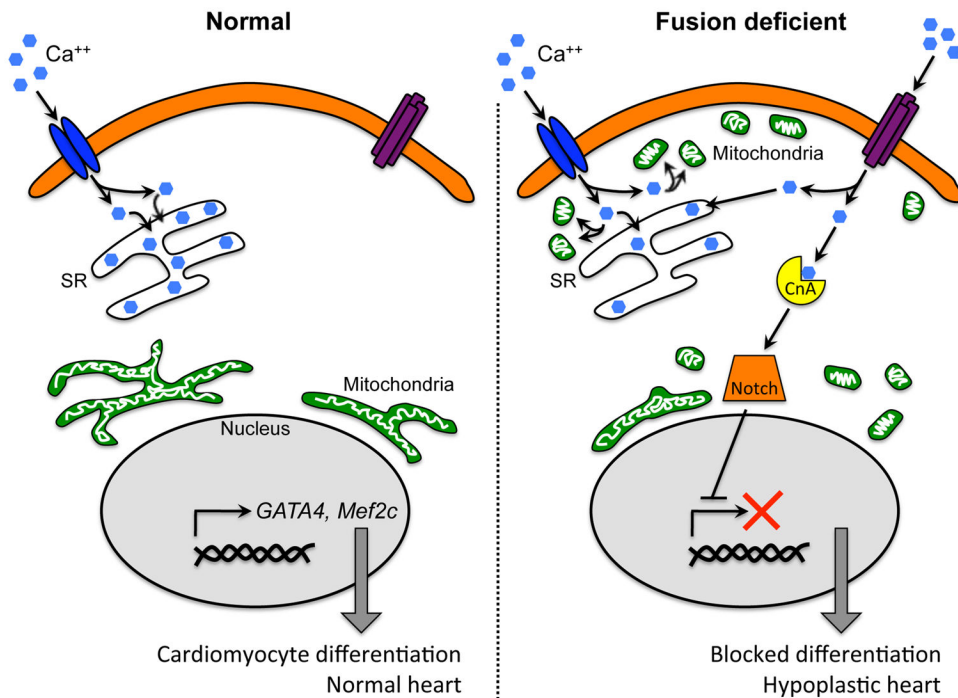 Normal
Ca++
SR
Mitochondria
Nucleus
GATA4, Mef2c
Cardiomyocyte differentiation
Normal heart
Fusion deficient
Ca++
Mitochondria
SR
CnA
Notch
Blocked differentiation
Hypoplastic heart